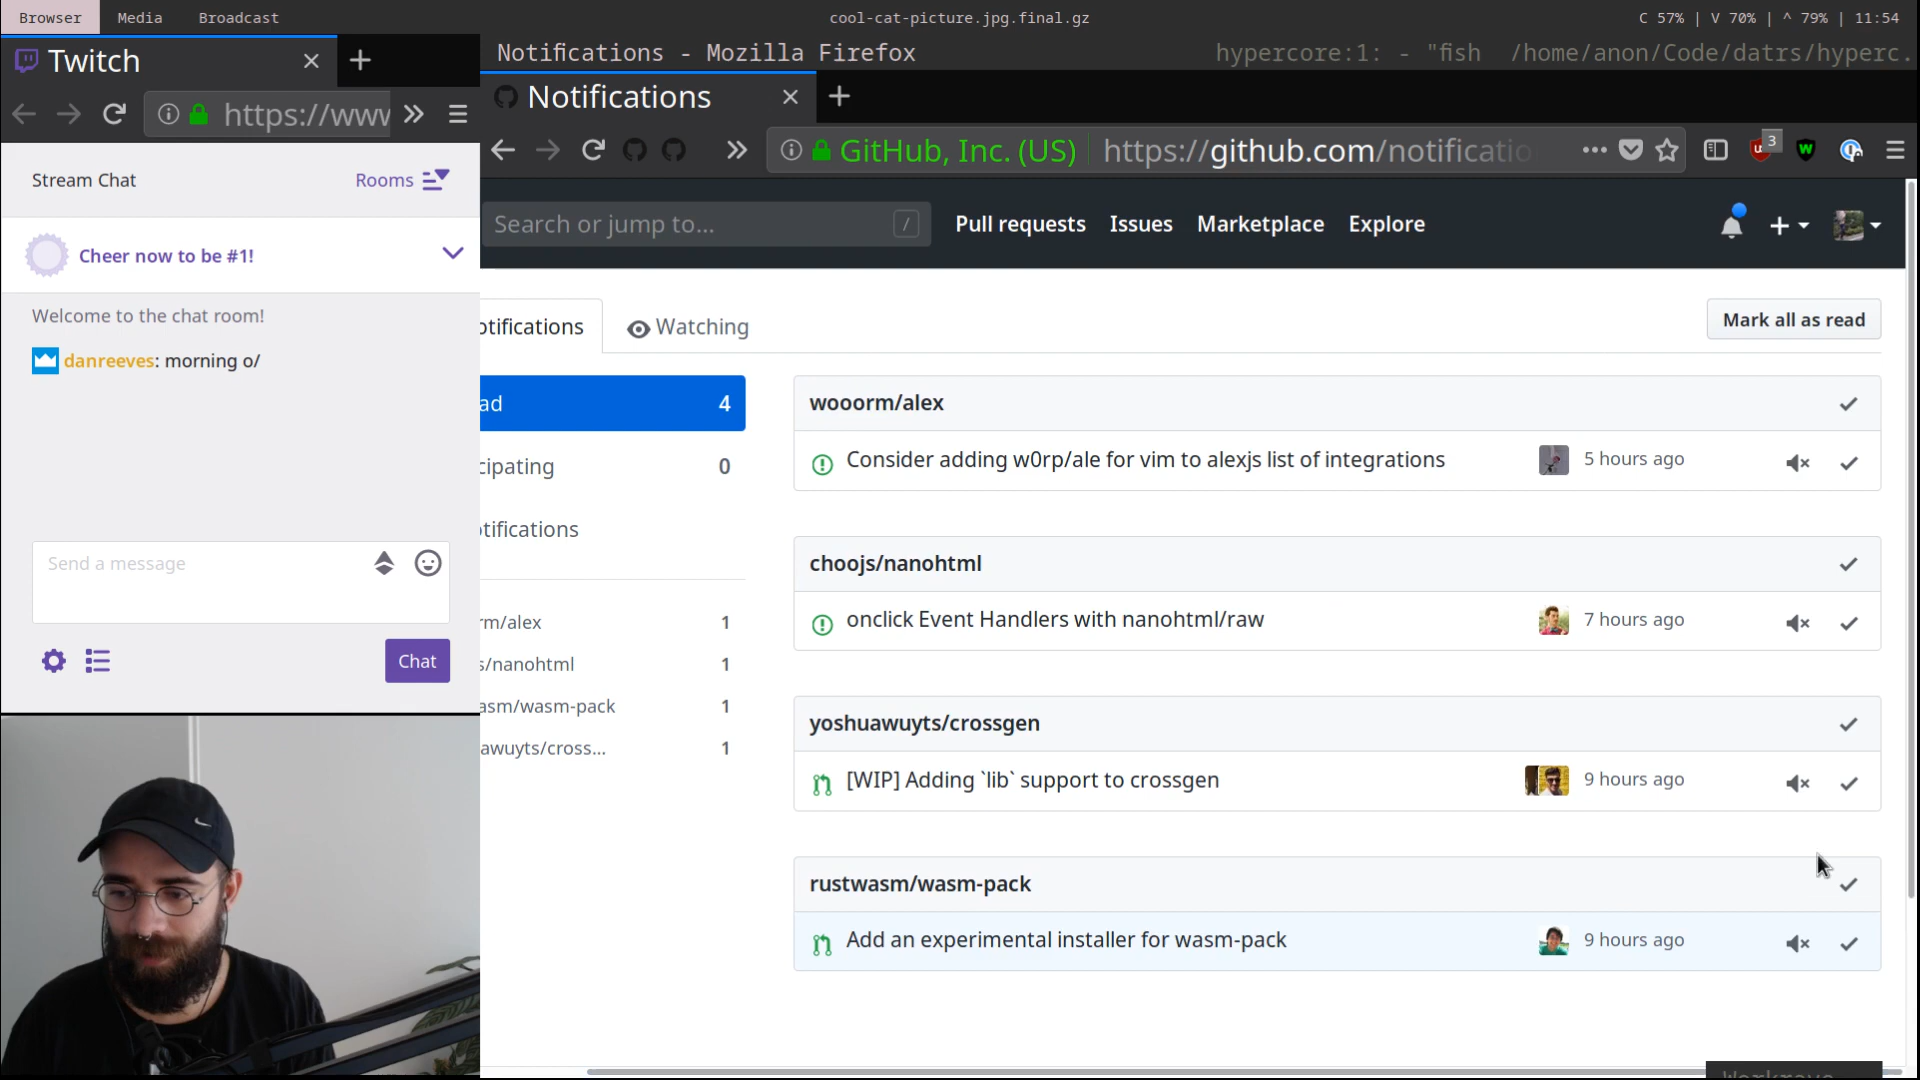 Browser Media Broadcast cool-cat-picture.jpg.final.gz C 57% | V 70% | ^ 79% | 11:54
Twitch
https://www
Stream Chat Rooms
Cheer now to be #1!
Welcome to the chat room!
danreeves: morning o/
Send a message
Chat
Notifications - Mozilla Firefox hypercore:1: - "fish /home/anon/Code/datrs/hyperc.
Notifications
GitHub, Inc. (US) https://github.com/notificatio 3
Search or jump to... / Pull requests Issues Marketplace Explore
otifications Watching Mark all as read
ad 4
cipating 0
otifications
rm/alex 1
s/nanohtml 1
asm/wasm-pack 1
awuyts/cross... 1
wooorm/alex
Consider adding w0rp/ale for vim to alexjs list of integrations 5 hours ago
choojs/nanohtml
onclick Event Handlers with nanohtml/raw 7 hours ago
yoshuawuyts/crossgen
[WIP] Adding `lib` support to crossgen 9 hours ago
rustwasm/wasm-pack
Add an experimental installer for wasm-pack 9 hours ago